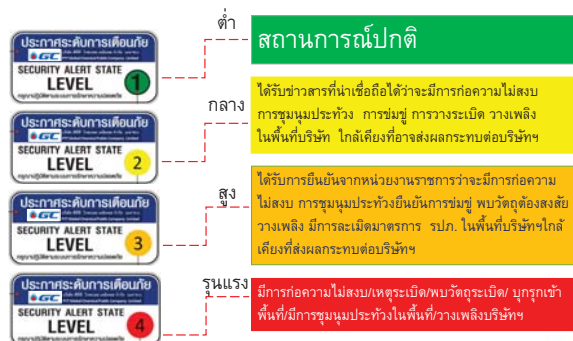 ต่ำ
ประกาศระดับการเตือนภัย
GC
SECURITY ALERT STATE
LEVEL
1
สถานการณ์ปกติ
กลาง
ประกาศระดับการเตือนภัย
GC
SECURITY ALERT STATE
LEVEL
2
ได้รับข่าวสารที่น่าเชื่อถือได้ว่าจะมีการก่อความไม่สงบ
การชุมนุมประท้วง การข่มขู่ การวางระเบิด วางเพลิง
ในพื้นที่บริษัท ใกล้เคียงที่อาจส่งผลกระทบต่อบริษัทฯ
สูง
ประกาศระดับการเตือนภัย
GC
SECURITY ALERT STATE
LEVEL
3
ได้รับการยืนยันจากหน่วยงานราชการว่าจะมีการก่อความ
ไม่สงบ การชุมนุมประท้วงยืนยันการข่มขู่ พบวัตถุต้องสงสัย
วางเพลิง มีการละเมิดมาตรการ รปภ. ในพื้นที่บริษัทฯใกล้
เคียงที่ส่งผลกระทบต่อบริษัทฯ
รุนแรง
ประกาศระดับการเตือนภัย
GC
SECURITY ALERT STATE
LEVEL
4
มีการก่อความไม่สงบ/เหตุระเบิด/พบวัตถุระเบิด/ บุกรุกเข้า
พื้นที่/มีการชุมนุมประท้วงในพื้นที่/วางเพลิงบริษัทฯ